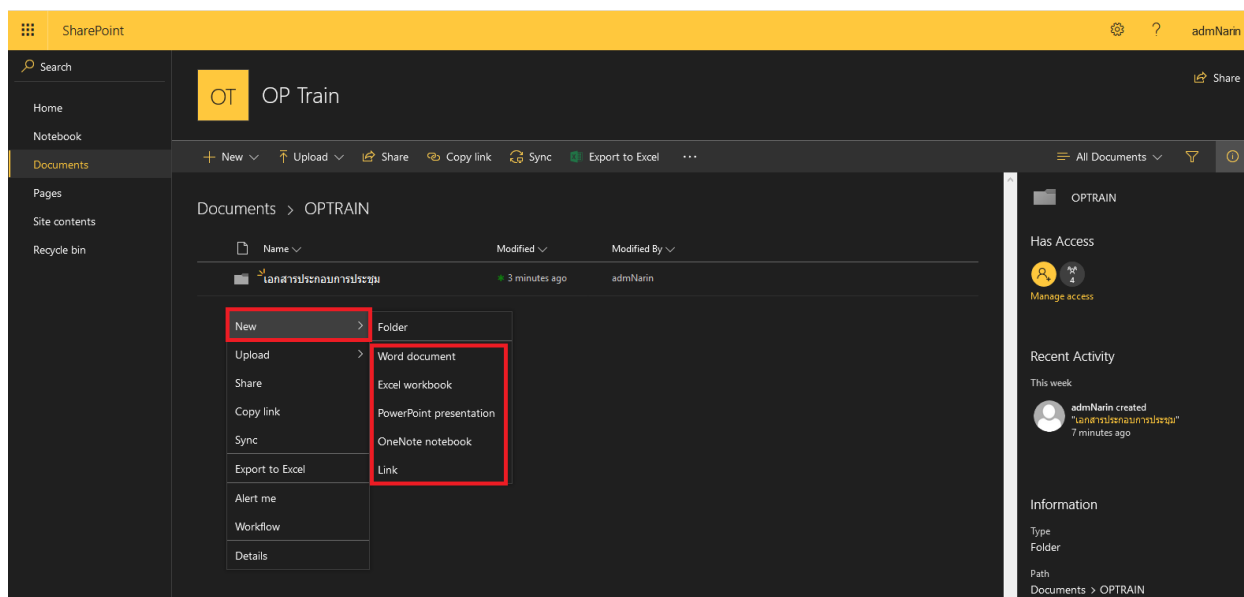 SharePoint
?
admNarin
Search
Home
Notebook
Documents
Pages
Site contents
Recycle bin
OT
OP Train
Share
New
Upload
Share
Copy link
Sync
Export to Excel
...
All Documents
Documents > OPTRAIN
Name
Modified
Modified By
เอกสารประกอบการประชุม
3 minutes ago
admNarin
New
Upload
Share
Copy link
Sync
Export to Excel
Alert me
Workflow
Details
Folder
Word document
Excel workbook
PowerPoint presentation
OneNote notebook
Link
OPTRAIN
Has Access
4
Manage access
Recent Activity
This week
admNarin created
"เอกสารประกอบการประชุม"
7 minutes ago
Information
Type
Folder
Path
Documents > OPTRAIN